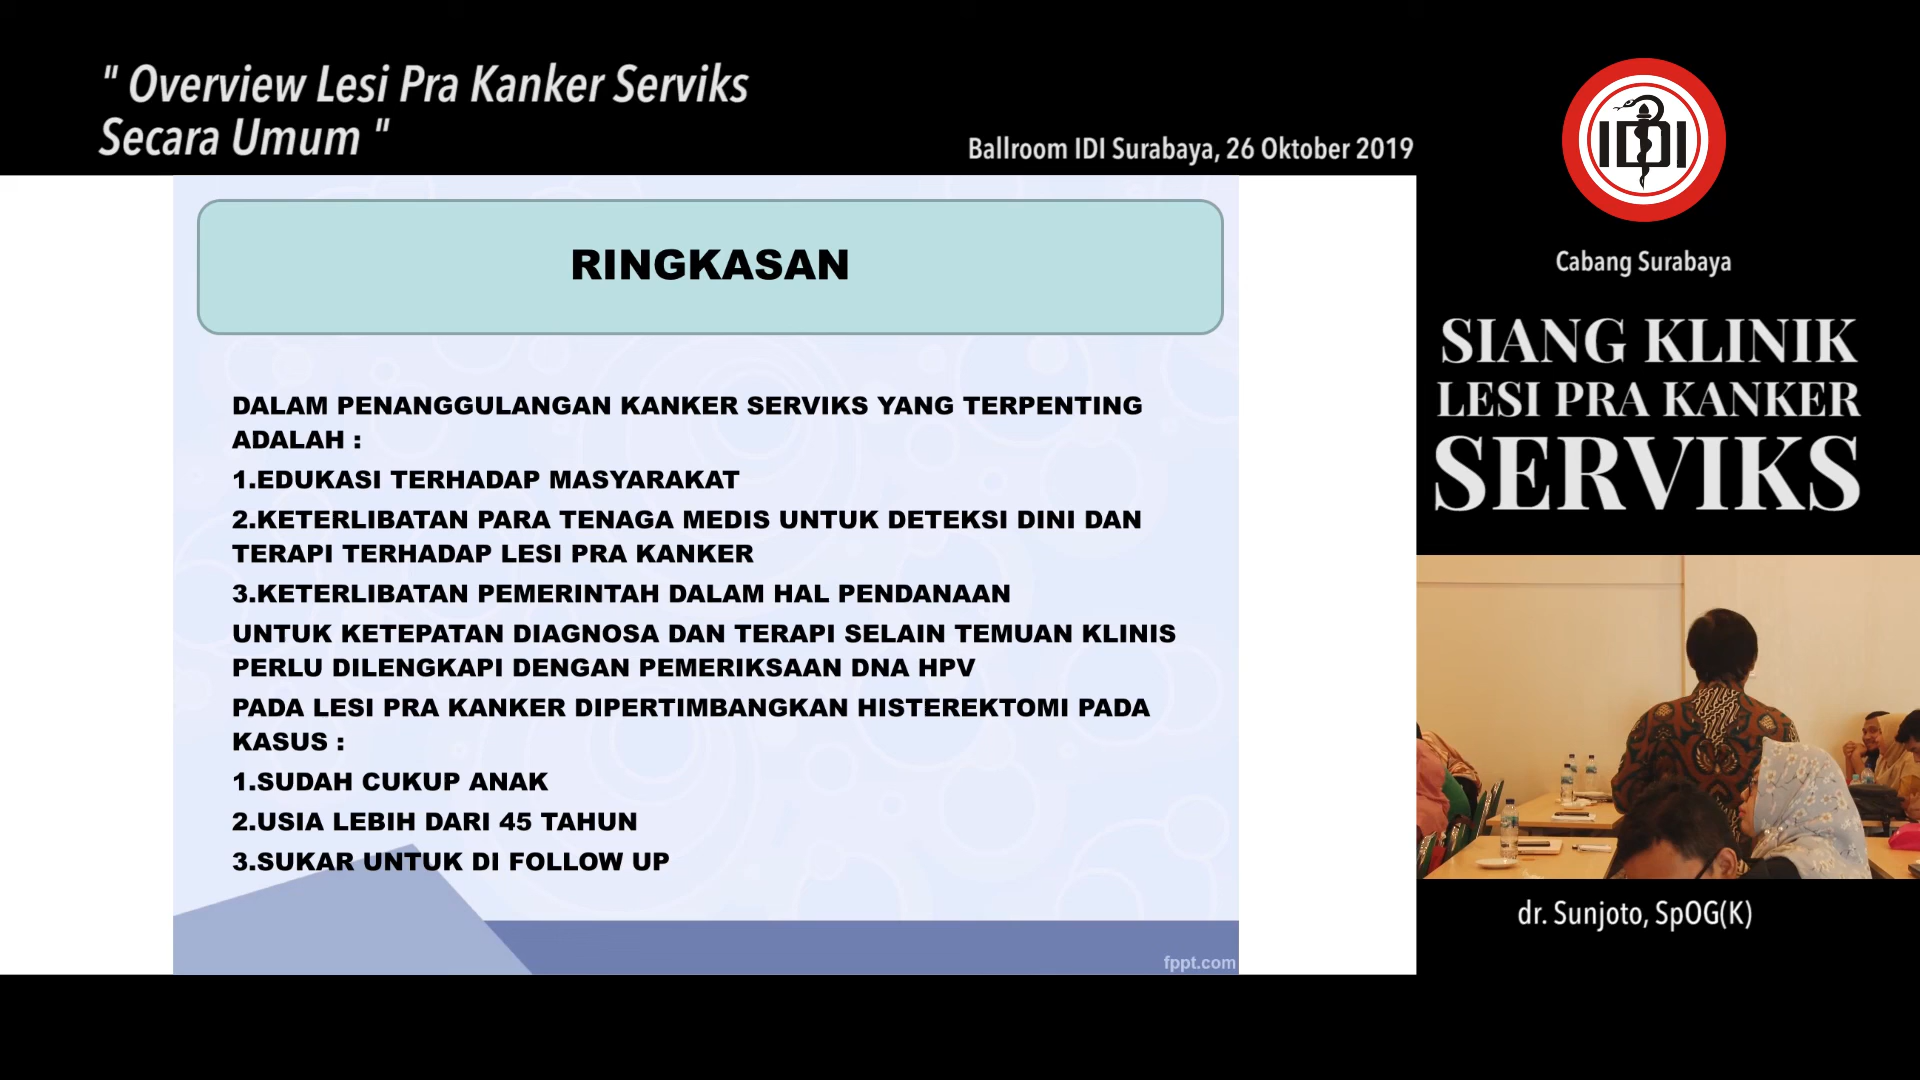 " Overview Lesi Pra Kanker Serviks
Secara Umum "
Ballroom IDI Surabaya, 26 Oktober 2019
IDI
Cabang Surabaya
SIANG KLINIK
LESI PRA KANKER
SERVIKS
RINGKASAN
DALAM PENANGGULANGAN KANKER SERVIKS YANG TERPENTING
ADALAH :
1.EDUKASI TERHADAP MASYARAKAT
2.KETERLIBATAN PARA TENAGA MEDIS UNTUK DETEKSI DINI DAN
TERAPI TERHADAP LESI PRA KANKER
3.KETERLIBATAN PEMERINTAH DALAM HAL PENDANAAN
UNTUK KETEPATAN DIAGNOSA DAN TERAPI SELAIN TEMUAN KLINIS
PERLU DILENGKAPI DENGAN PEMERIKSAAN DNA HPV
PADA LESI PRA KANKER DIPERTIMBANGKAN HISTEREKTOMI PADA
KASUS :
1.SUDAH CUKUP ANAK
2.USIA LEBIH DARI 45 TAHUN
3.SUKAR UNTUK DI FOLLOW UP
fppt.com
dr. Sunjoto, SpOG(K)